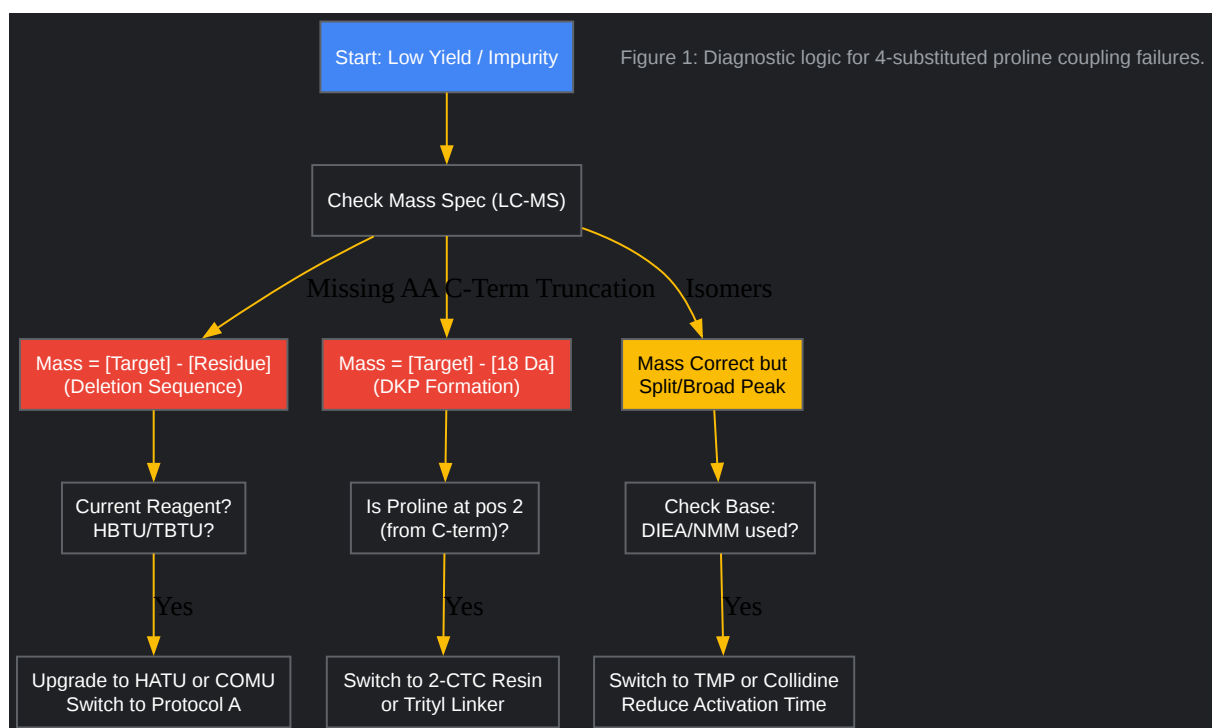 Start: Low Yield / Impurity
Figure 1: Diagnostic logic for 4-substituted proline coupling failures.
Check Mass Spec (LC-MS)
Missing AA
C-Term Truncation
Isomers
Mass = [Target] - [Residue]
(Deletion Sequence)
Mass = [Target] - [18 Da]
(DKP Formation)
Mass Correct but
Split/Broad Peak
Current Reagent?
HBTU/TBTU?
Is Proline at pos 2
(from C-term)?
Check Base:
DIEA/NMM used?
Yes
Yes
Yes
Upgrade to HATU or COMU
Switch to Protocol A
Switch to 2-CTC Resin
or Trityl Linker
Switch to TMP or Collidine
Reduce Activation Time